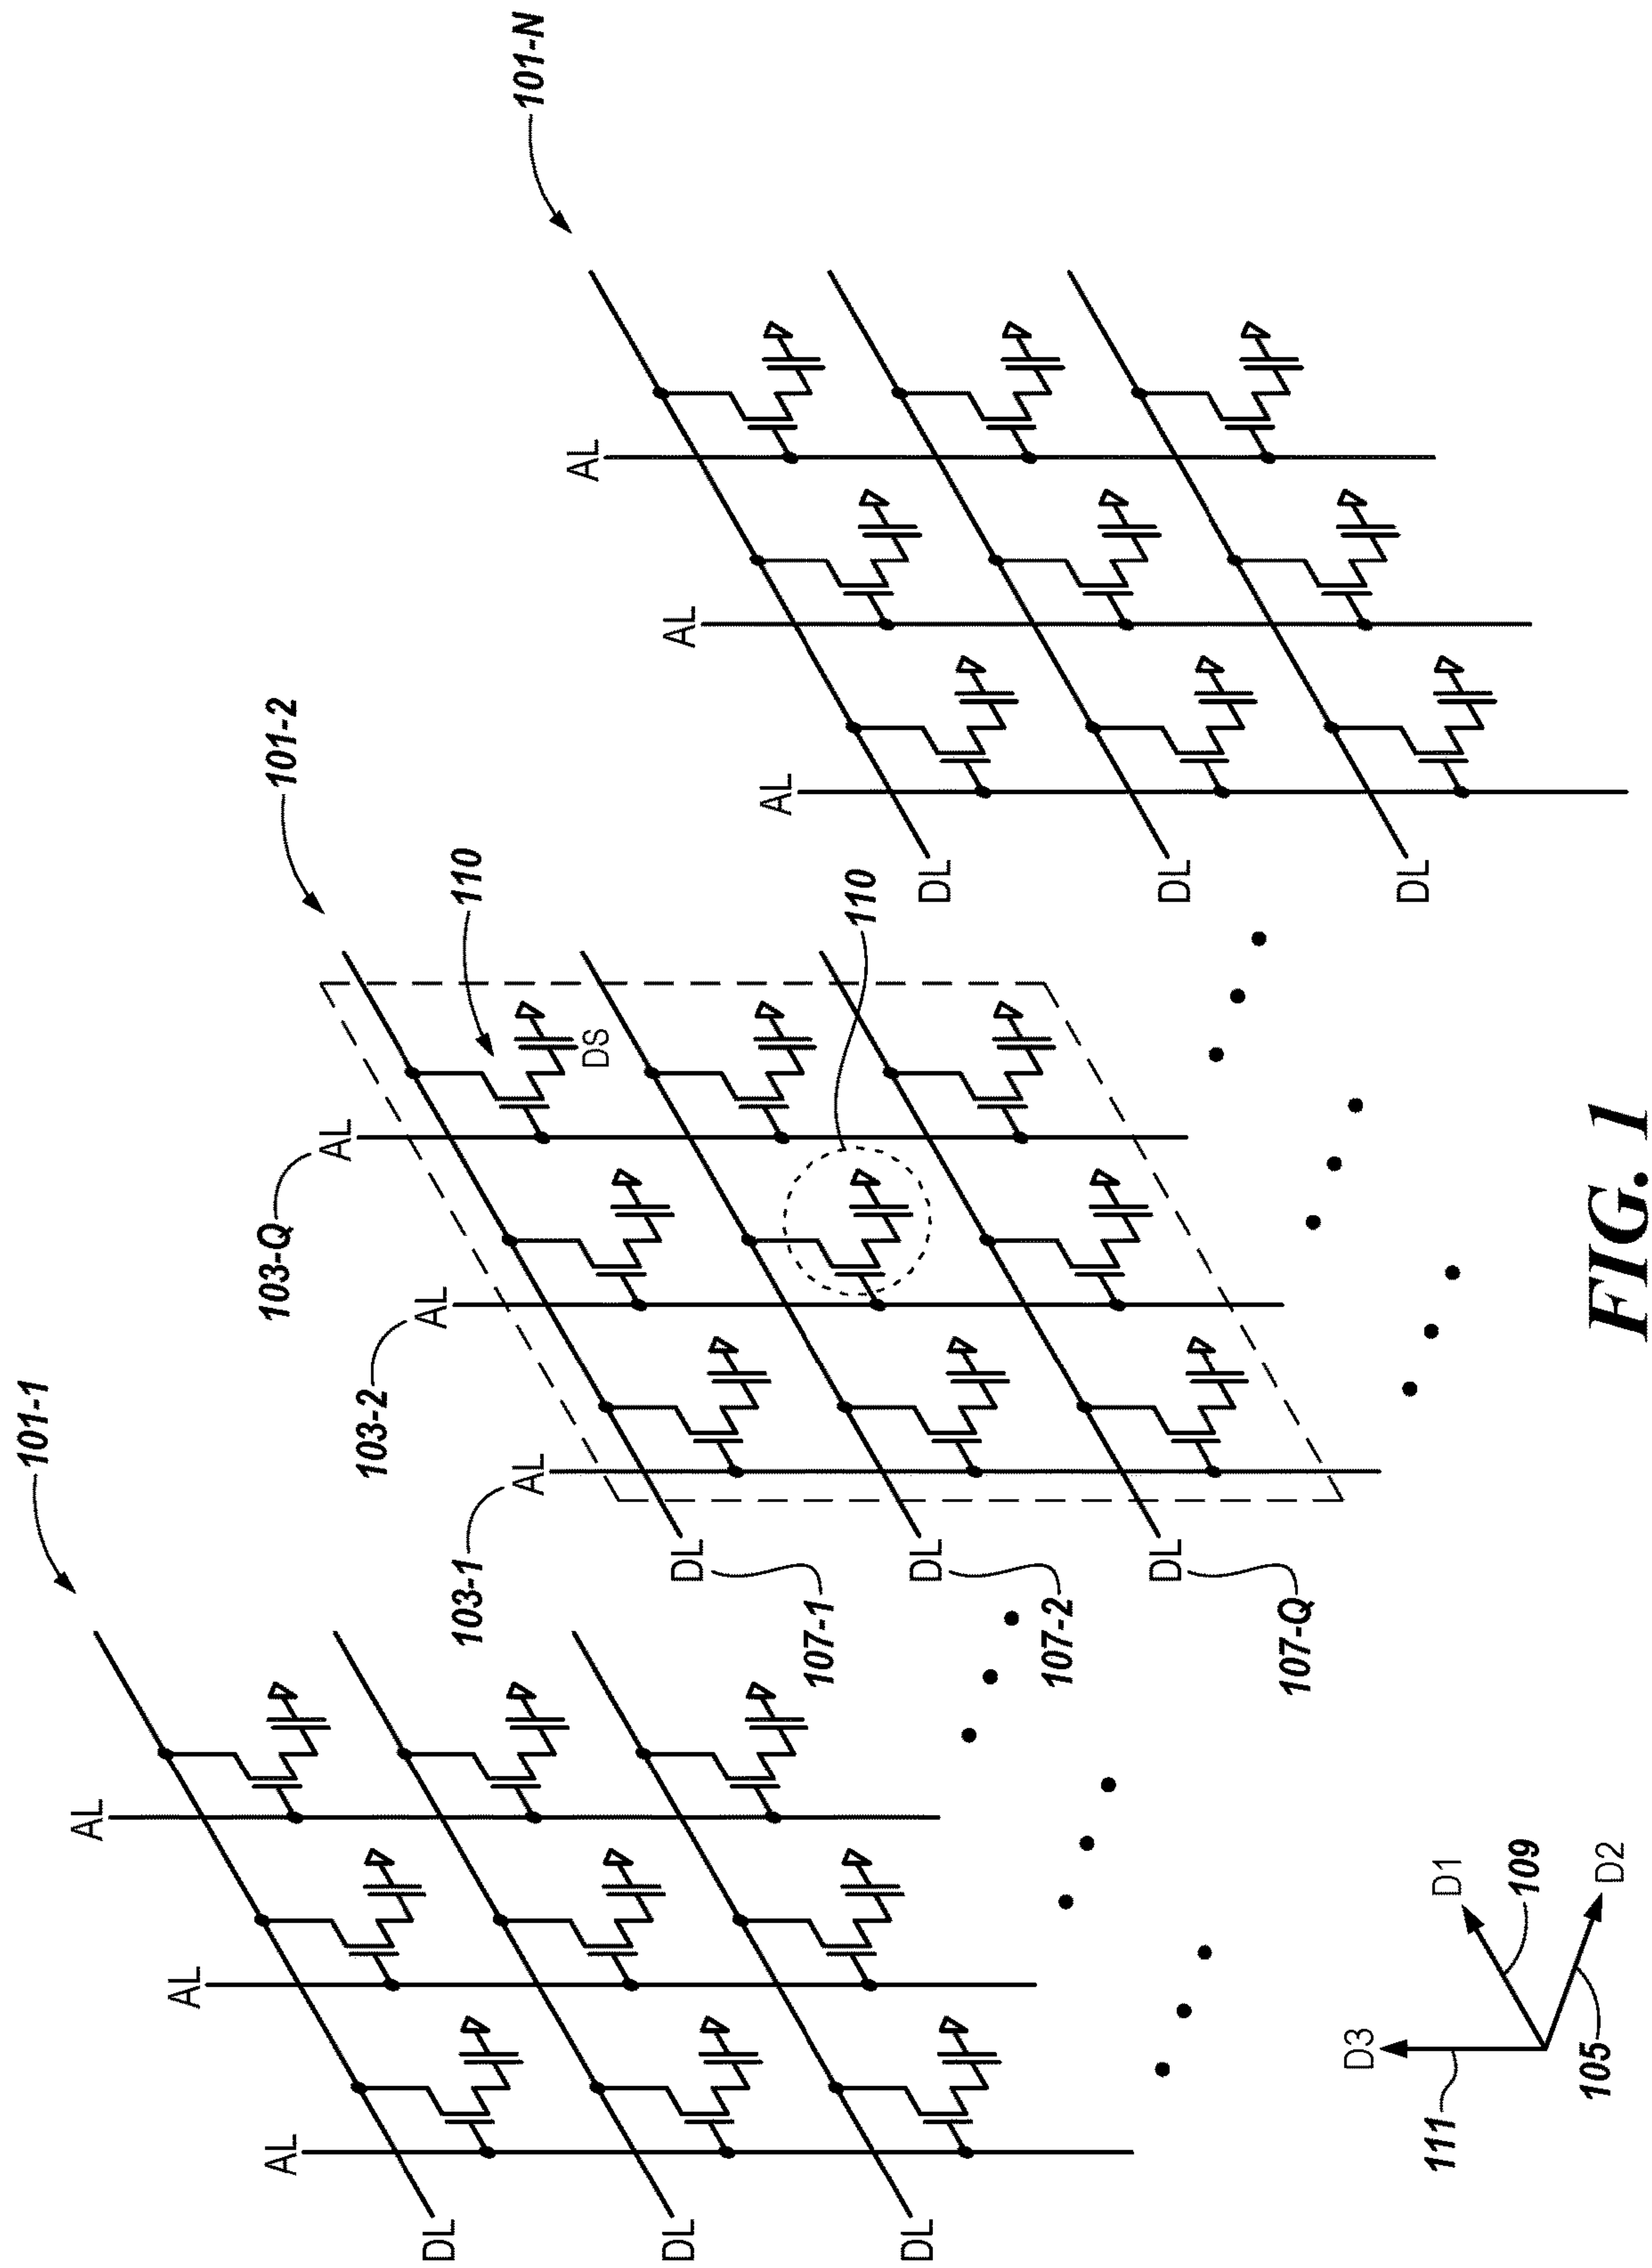 101-1
101-2
101-N
AL
AL
AL
DL
DL
DL
103-1
103-2
103-Q
AL
AL
AL
110
DS
110
DL
DL
DL
107-1
107-2
107-Q
AL
AL
AL
DL
DL
DL
D3
D1
D2
111
109
105
FIG. 1